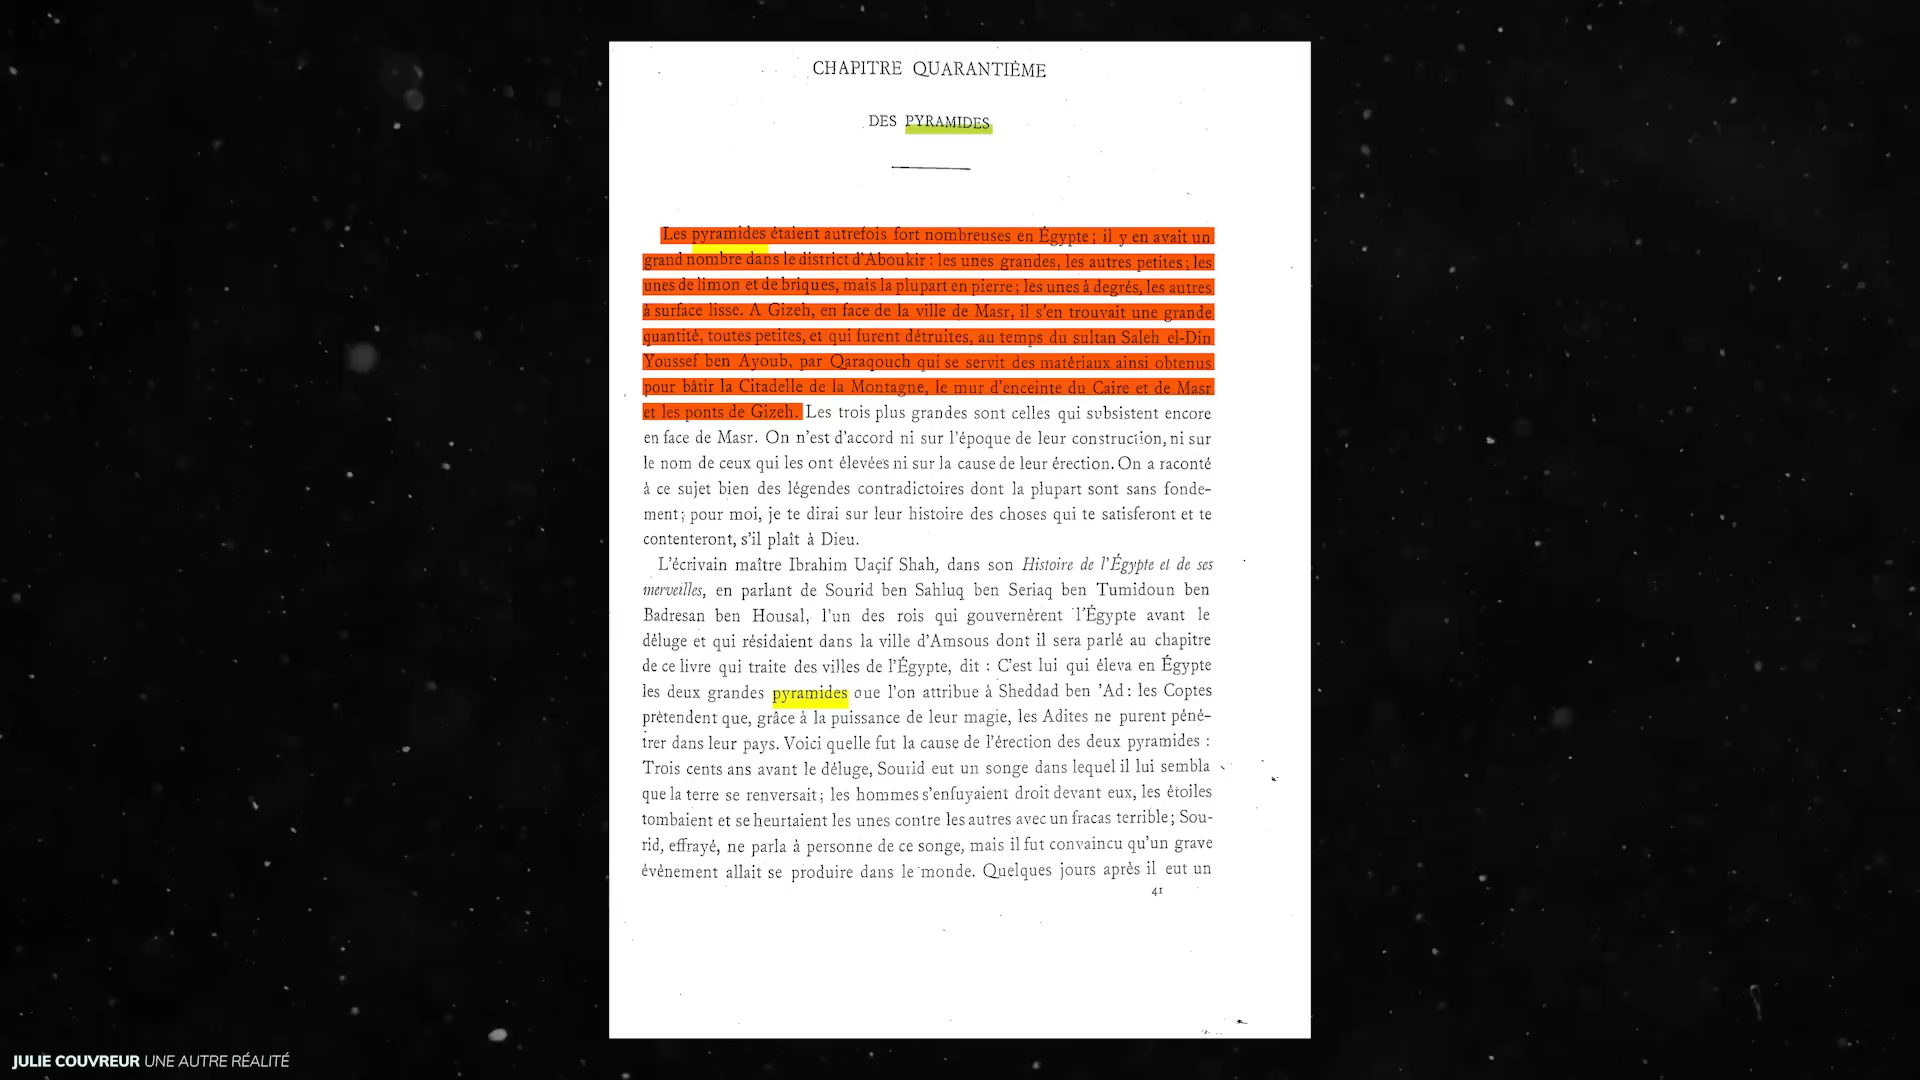 CHAPITRE QUARANTIÈME
DES PYRAMIDES
Les pyramides étaient autrefois fort nombreuses en Égypte ; il y en avait un
grand nombre dans le district d'Aboukir : les unes grandes, les autres petites ; les
unes de limon et de briques, mais la plupart en pierre ; les unes à degrés, les autres
à surface lisse. A Gizeh, en face de la ville de Masr, il s'en trouvait une grande
quantité, toutes petites, et qui furent détruites, au temps du sultan Saleh el-Din
Youssef ben Ayoub, par Qaraqouch qui se servit des matériaux ainsi obtenus
pour bâtir la Citadelle de la Montagne, le mur d'enceinte du Caire et de Masr
et les ponts de Gizeh. Les trois plus grandes sont celles qui subsistent encore
en face de Masr. On n'est d'accord ni sur l'époque de leur construction, ni sur
le nom de ceux qui les ont élevées ni sur la cause de leur érection. On a raconté
à ce sujet bien des légendes contradictoires dont la plupart sont sans fonde-
ment ; pour moi, je te dirai sur leur histoire des choses qui te satisferont et te
contenteront, s'il plaît à Dieu.
L'écrivain maître Ibrahim Uaçif Shah, dans son Histoire de l'Égypte et de ses
merveilles, en parlant de Sourid ben Sahluq ben Seriaq ben Tumidoun ben
Badresan ben Housal, l'un des rois qui gouvernèrent l'Égypte avant le
déluge et qui résidaient dans la ville d'Amsous dont il sera parlé au chapitre
de ce livre qui traite des villes de l'Égypte, dit : C'est lui qui éleva en Égypte
les deux grandes pyramides que l'on attribue à Sheddad ben 'Ad : les Coptes
prétendent que, grâce à la puissance de leur magie, les Adites ne purent péné-
trer dans leur pays. Voici quelle fut la cause de l'érection des deux pyramides :
Trois cents ans avant le déluge, Sourid eut un songe dans lequel il lui sembla
que la terre se renversait ; les hommes s'enfuyaient droit devant eux, les étoiles
tombaient et se heurtaient les unes contre les autres avec un fracas terrible ; Sou-
rid, effrayé, ne parla à personne de ce songe, mais il fut convaincu qu'un grave
événement allait se produire dans le monde. Quelques jours après il eut un
41
JULIE COUVREUR UNE AUTRE RÉALITÉ